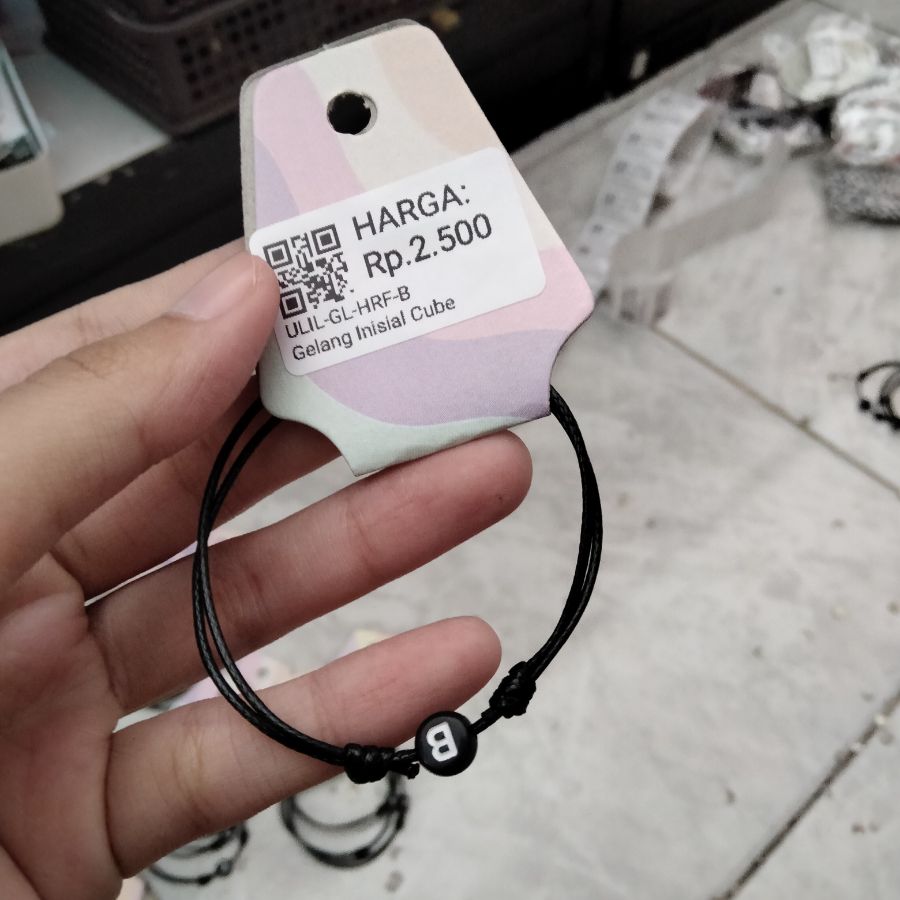 HARGA:
Rp.2.500
ULIL-GL-HRF-B
Gelang Inisial Cube
B